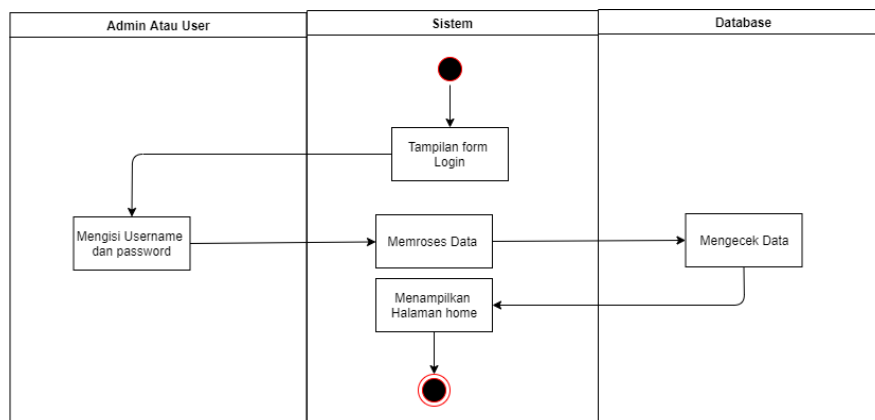 Admin Atau User
Sistem
Database
Tampilan form
Login
Mengisi Username
dan password
Memroses Data
Mengecek Data
Menampilkan
Halaman home